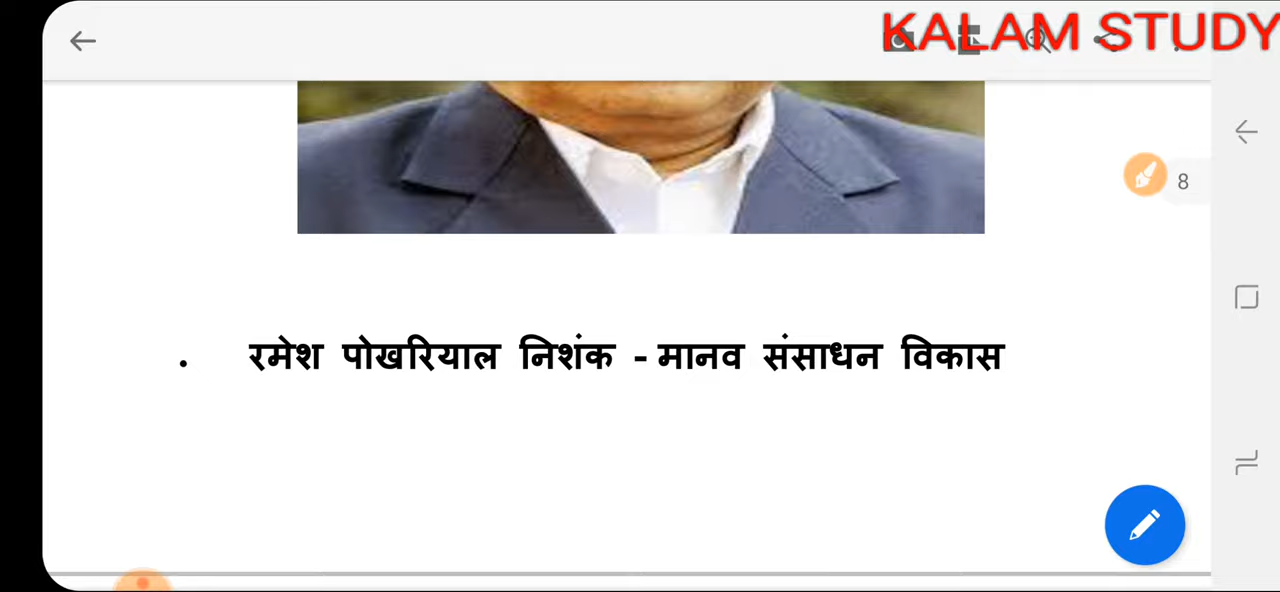 KALAM STUDY
8
. रमेश पोखरियाल निशंक - मानव संसाधन विकास